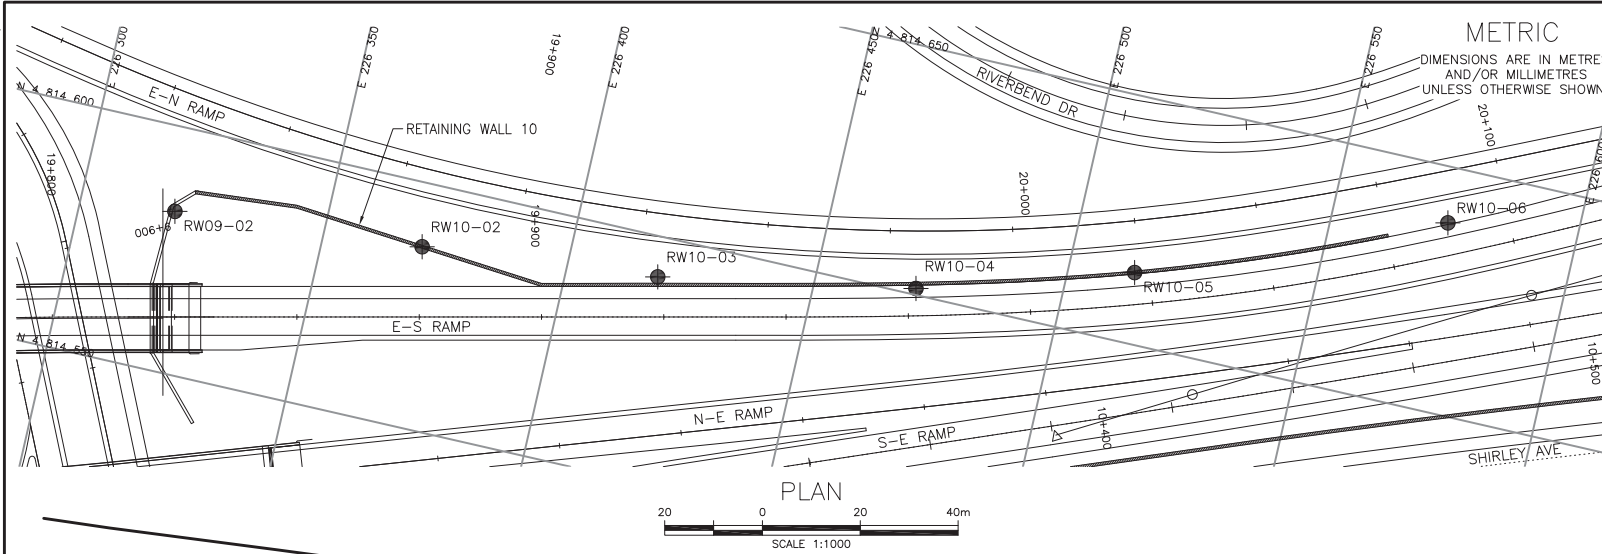 METRIC
DIMENSIONS ARE IN METRE
AND/OR MILLIMETRES
UNLESS OTHERWISE SHOWN
E 226 300
E 226 350
19+900
E 226 400
E 226 450
N 4 814 650
E 226 500
E 226 550
RIVERBEND DR
20+100
N 4 814 600
E-N RAMP
RETAINING WALL 10
19+800
E 226 600
20+000
RW09-02
RW10-02
19+900
RW10-03
RW10-04
RW10-05
RW10-06
E-S RAMP
N 4 814 550
10+500
N-E RAMP
S-E RAMP
10+400
SHIRLEY AVE
PLAN
20 0 20 40m
SCALE 1:1000